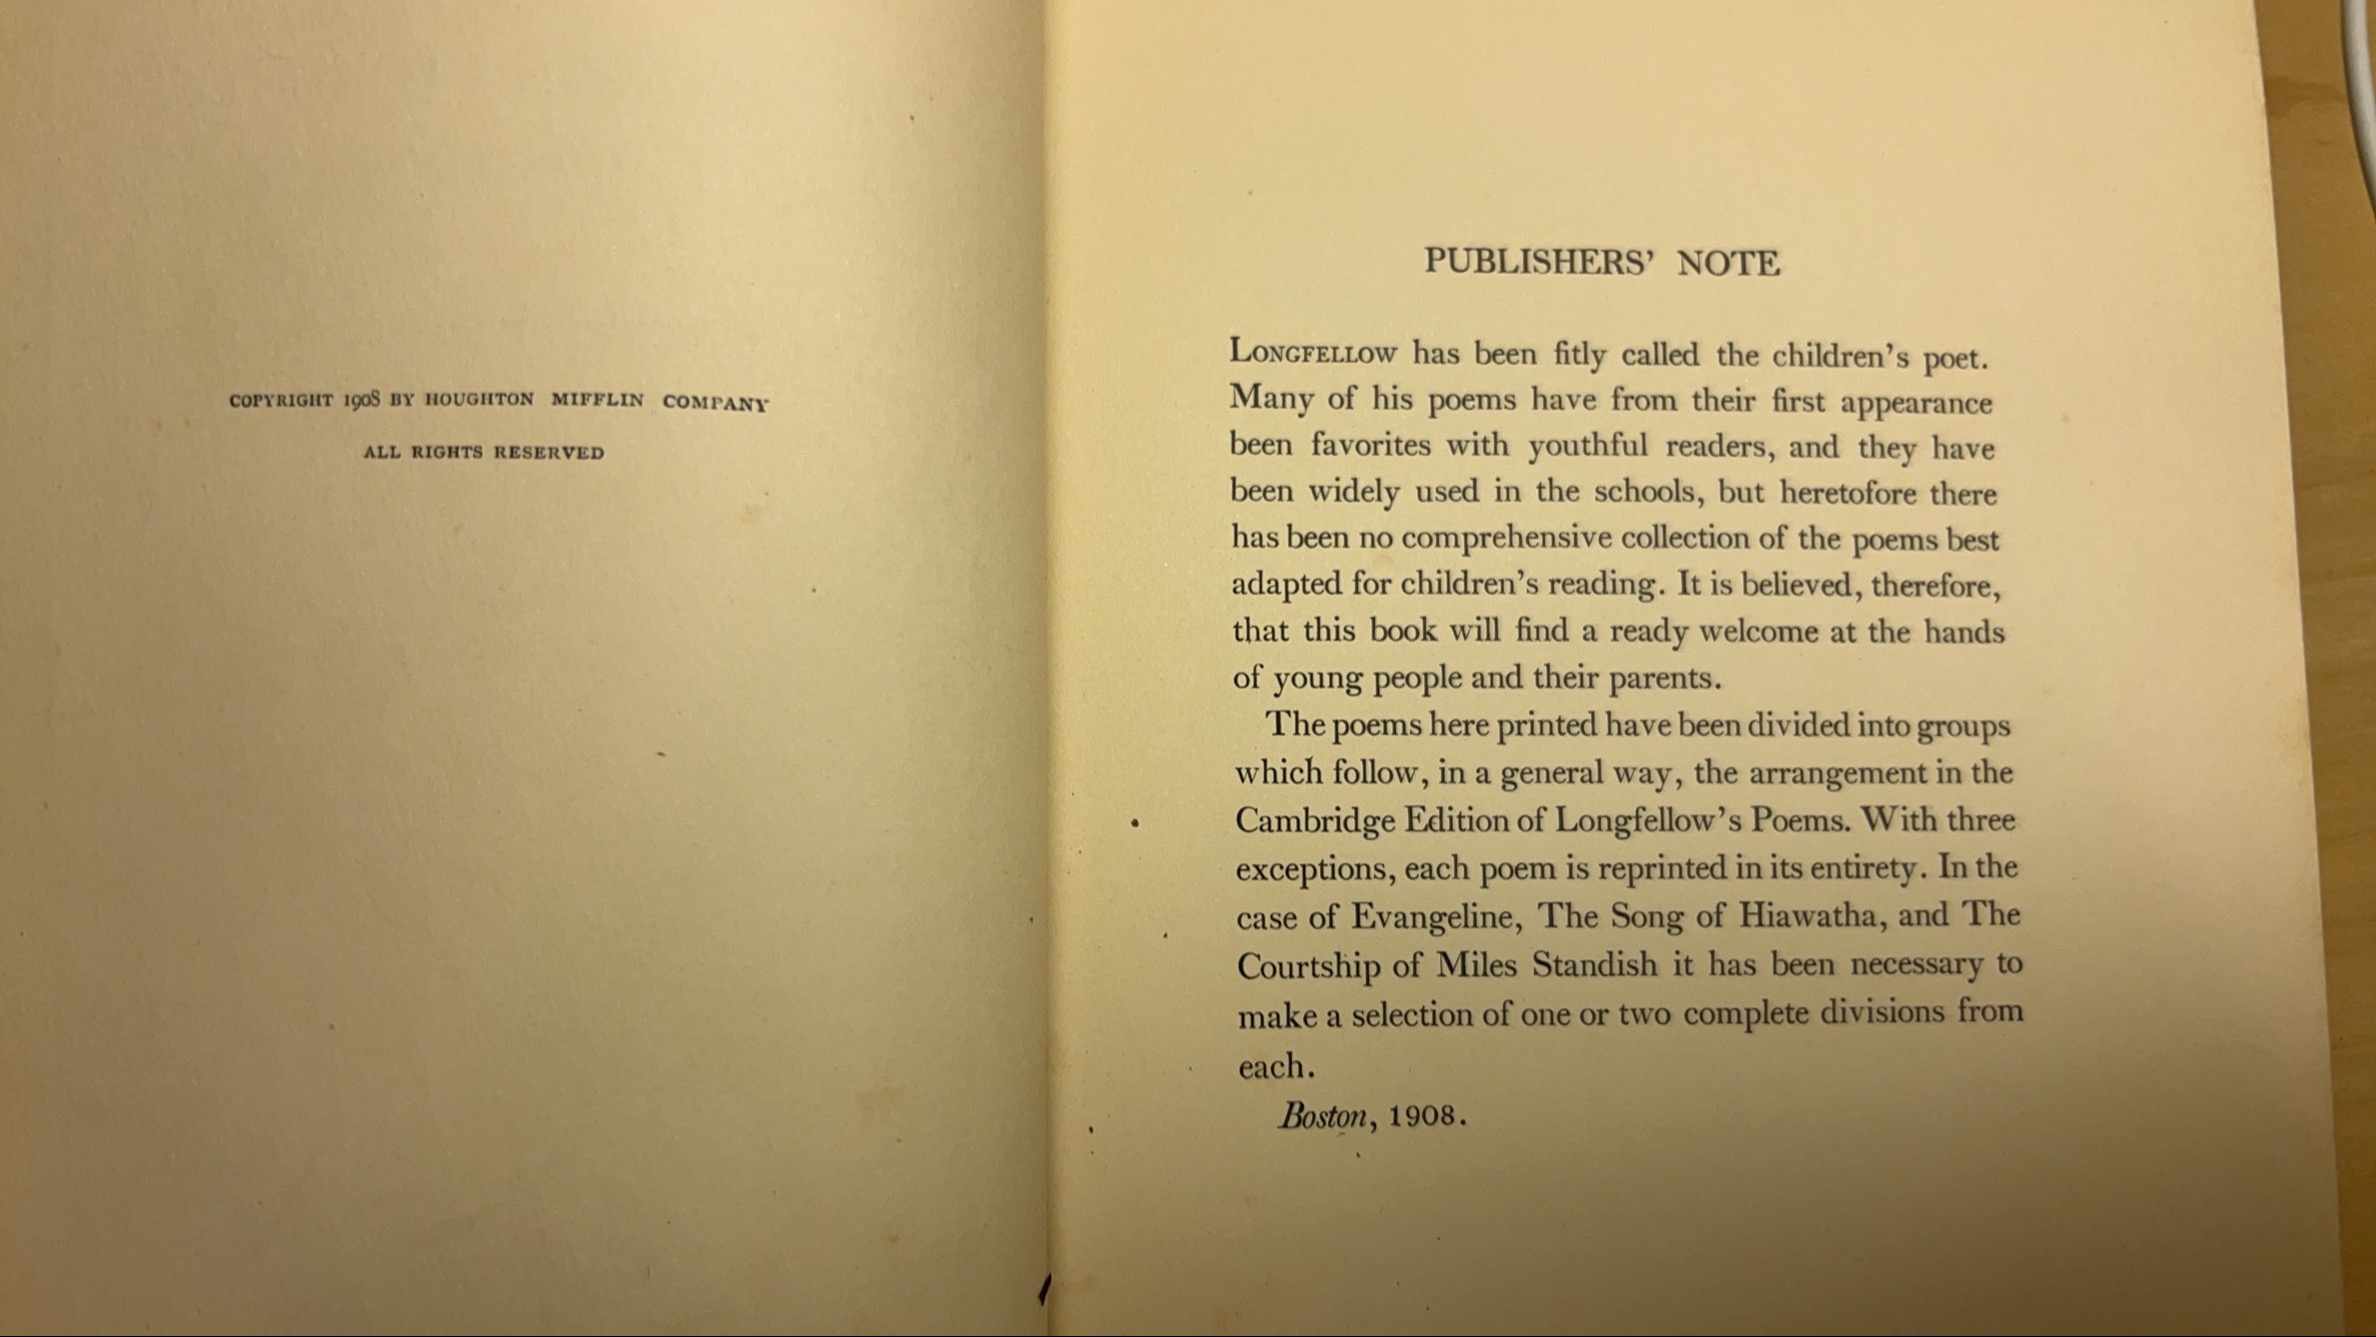 COPYRIGHT 1908 BY HOUGHTON MIFFLIN COMPANY
ALL RIGHTS RESERVED
PUBLISHERS’ NOTE
LONGFELLOW has been fitly called the children’s poet.
Many of his poems have from their first appearance
been favorites with youthful readers, and they have
been widely used in the schools, but heretofore there
has been no comprehensive collection of the poems best
adapted for children’s reading. It is believed, therefore,
that this book will find a ready welcome at the hands
of young people and their parents.
The poems here printed have been divided into groups
which follow, in a general way, the arrangement in the
Cambridge Edition of Longfellow’s Poems. With three
exceptions, each poem is reprinted in its entirety. In the
case of Evangeline, The Song of Hiawatha, and The
Courtship of Miles Standish it has been necessary to
make a selection of one or two complete divisions from
each.
Boston, 1908.